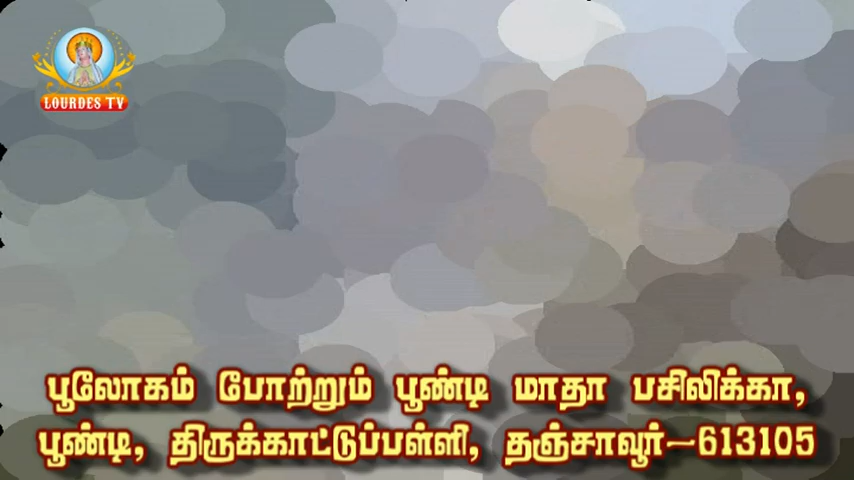 LOURDES TV
பூலோகம் போற்றும் பூண்டி மாதா பசிலிக்கா,
பூண்டி, திருக்காட்டுப்பள்ளி, தஞ்சாவூர்-613105